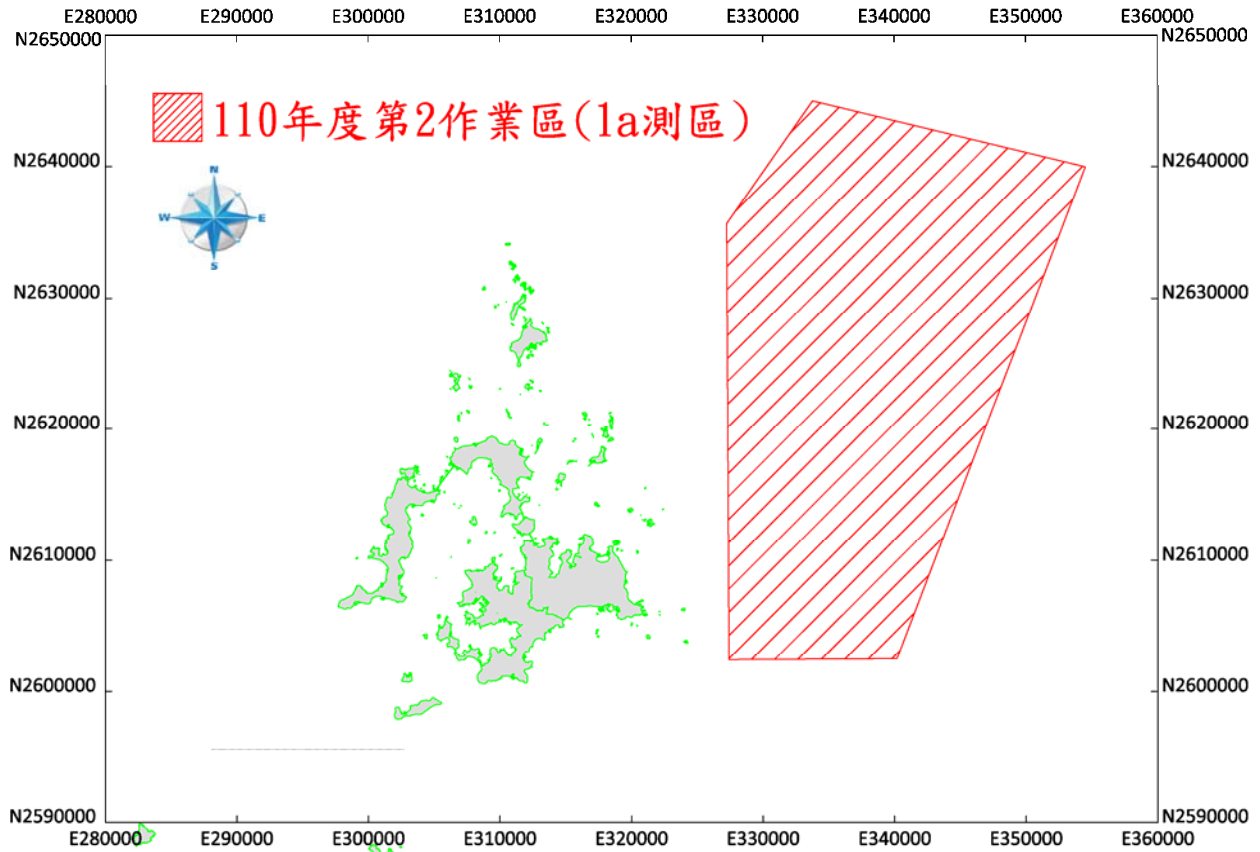 E280000 E290000 E300000 E310000 E320000 E330000 E340000 E350000 E360000
N2650000 N2650000
110年度第2作業區(1a測區)
N2640000 N2640000
N
W E
S
N2630000 N2630000
N2620000 N2620000
N2610000 N2610000
N2600000 N2600000
N2590000 N2590000
E280000 E290000 E300000 E310000 E320000 E330000 E340000 E350000 E360000